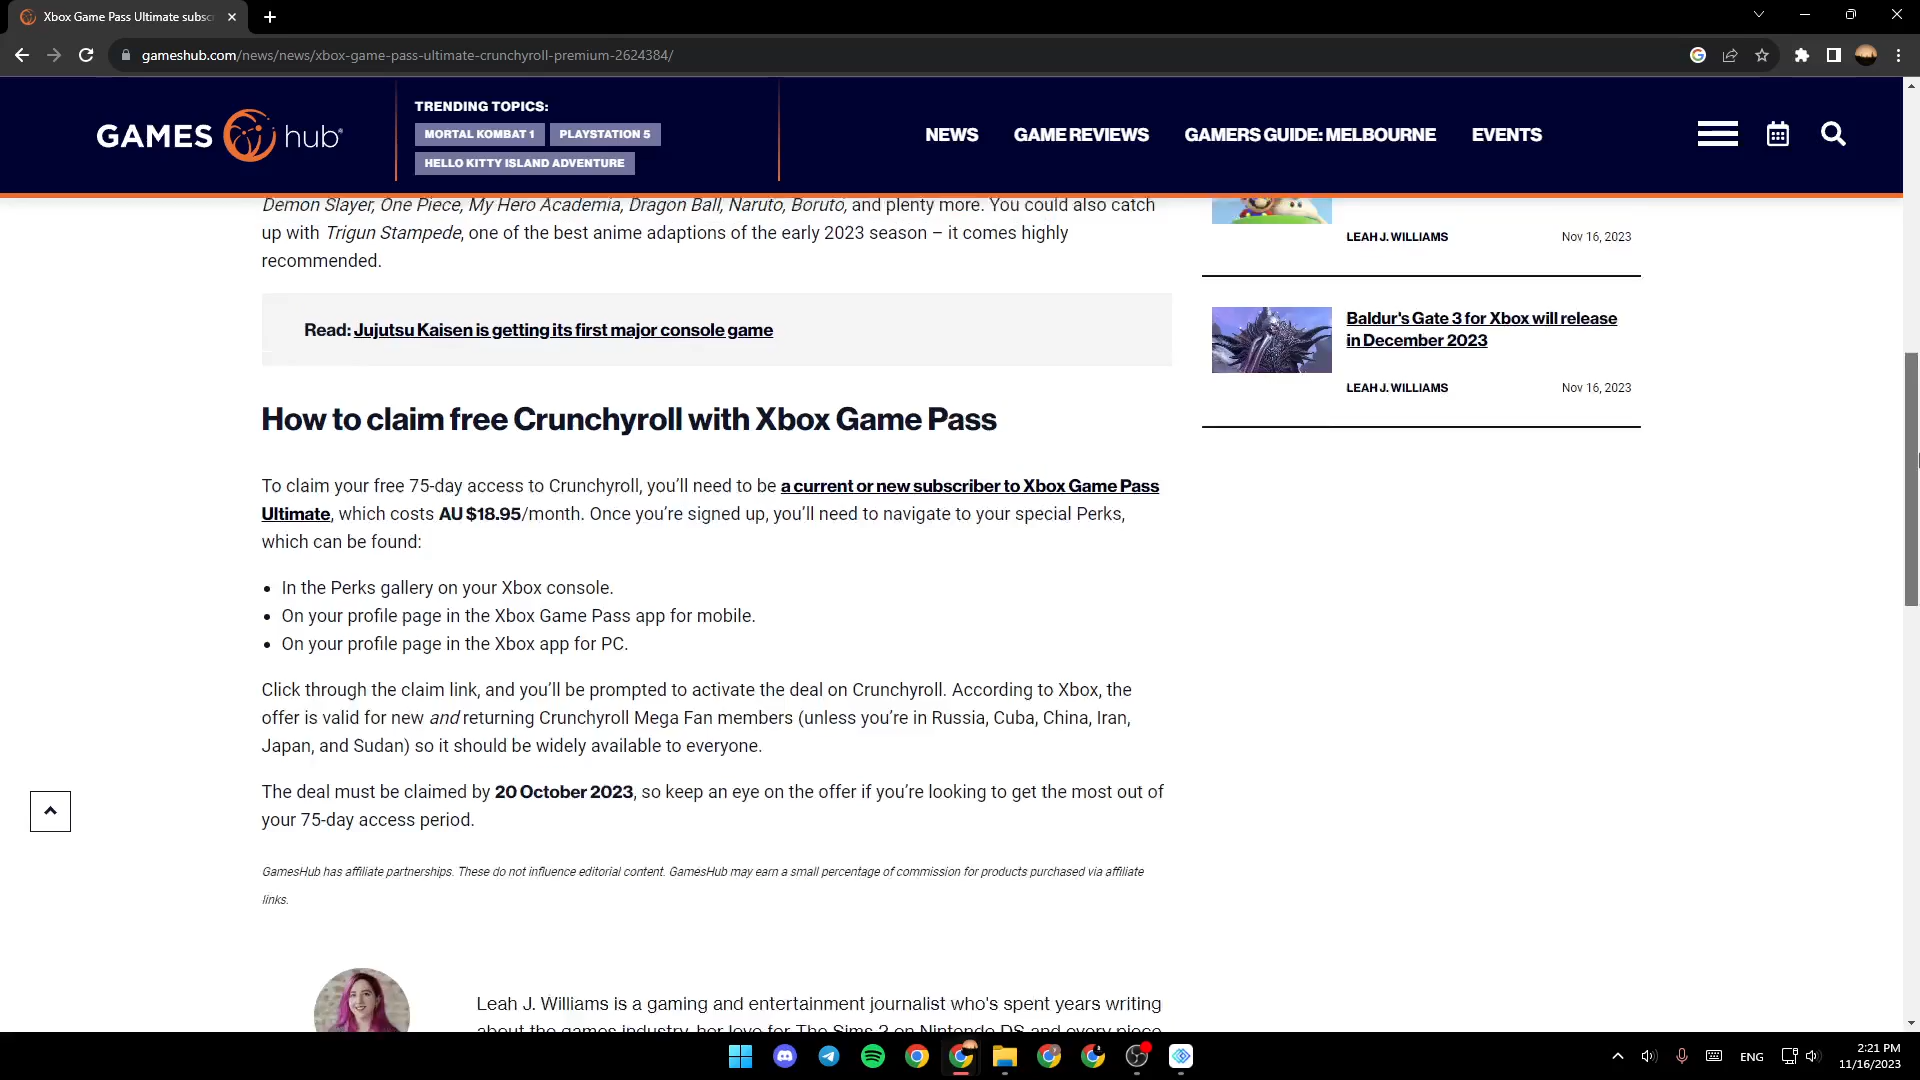 Xbox Game Pass Ultimate subsc
gameshub.com/news/news/xbox-game-pass-ultimate-crunchyroll-premium-2624384/
GAMES hub
TRENDING TOPICS:
MORTAL KOMBAT 1
PLAYSTATION 5
HELLO KITTY ISLAND ADVENTURE
NEWS
GAME REVIEWS
GAMERS GUIDE: MELBOURNE
EVENTS
Demon Slayer, One Piece, My Hero Academia, Dragon Ball, Naruto, Boruto, and plenty more. You could also catch
up with Trigun Stampede, one of the best anime adaptions of the early 2023 season – it comes highly
recommended.
Read: Jujutsu Kaisen is getting its first major console game
How to claim free Crunchyroll with Xbox Game Pass
To claim your free 75-day access to Crunchyroll, you’ll need to be a current or new subscriber to Xbox Game Pass
Ultimate, which costs AU $18.95/month. Once you’re signed up, you’ll need to navigate to your special Perks,
which can be found:
• In the Perks gallery on your Xbox console.
• On your profile page in the Xbox Game Pass app for mobile.
• On your profile page in the Xbox app for PC.
Click through the claim link, and you’ll be prompted to activate the deal on Crunchyroll. According to Xbox, the
offer is valid for new and returning Crunchyroll Mega Fan members (unless you’re in Russia, Cuba, China, Iran,
Japan, and Sudan) so it should be widely available to everyone.
The deal must be claimed by 20 October 2023, so keep an eye on the offer if you’re looking to get the most out of
your 75-day access period.
GamesHub has affiliate partnerships. These do not influence editorial content. GamesHub may earn a small percentage of commission for products purchased via affiliate
links.
Leah J. Williams is a gaming and entertainment journalist who's spent years writing
about the games industry, her love for The Sims 2 on Nintendo DS and every piece
LEAH J. WILLIAMS
Nov 16, 2023
Baldur's Gate 3 for Xbox will release
in December 2023
LEAH J. WILLIAMS
Nov 16, 2023
ENG
2:21 PM
11/16/2023